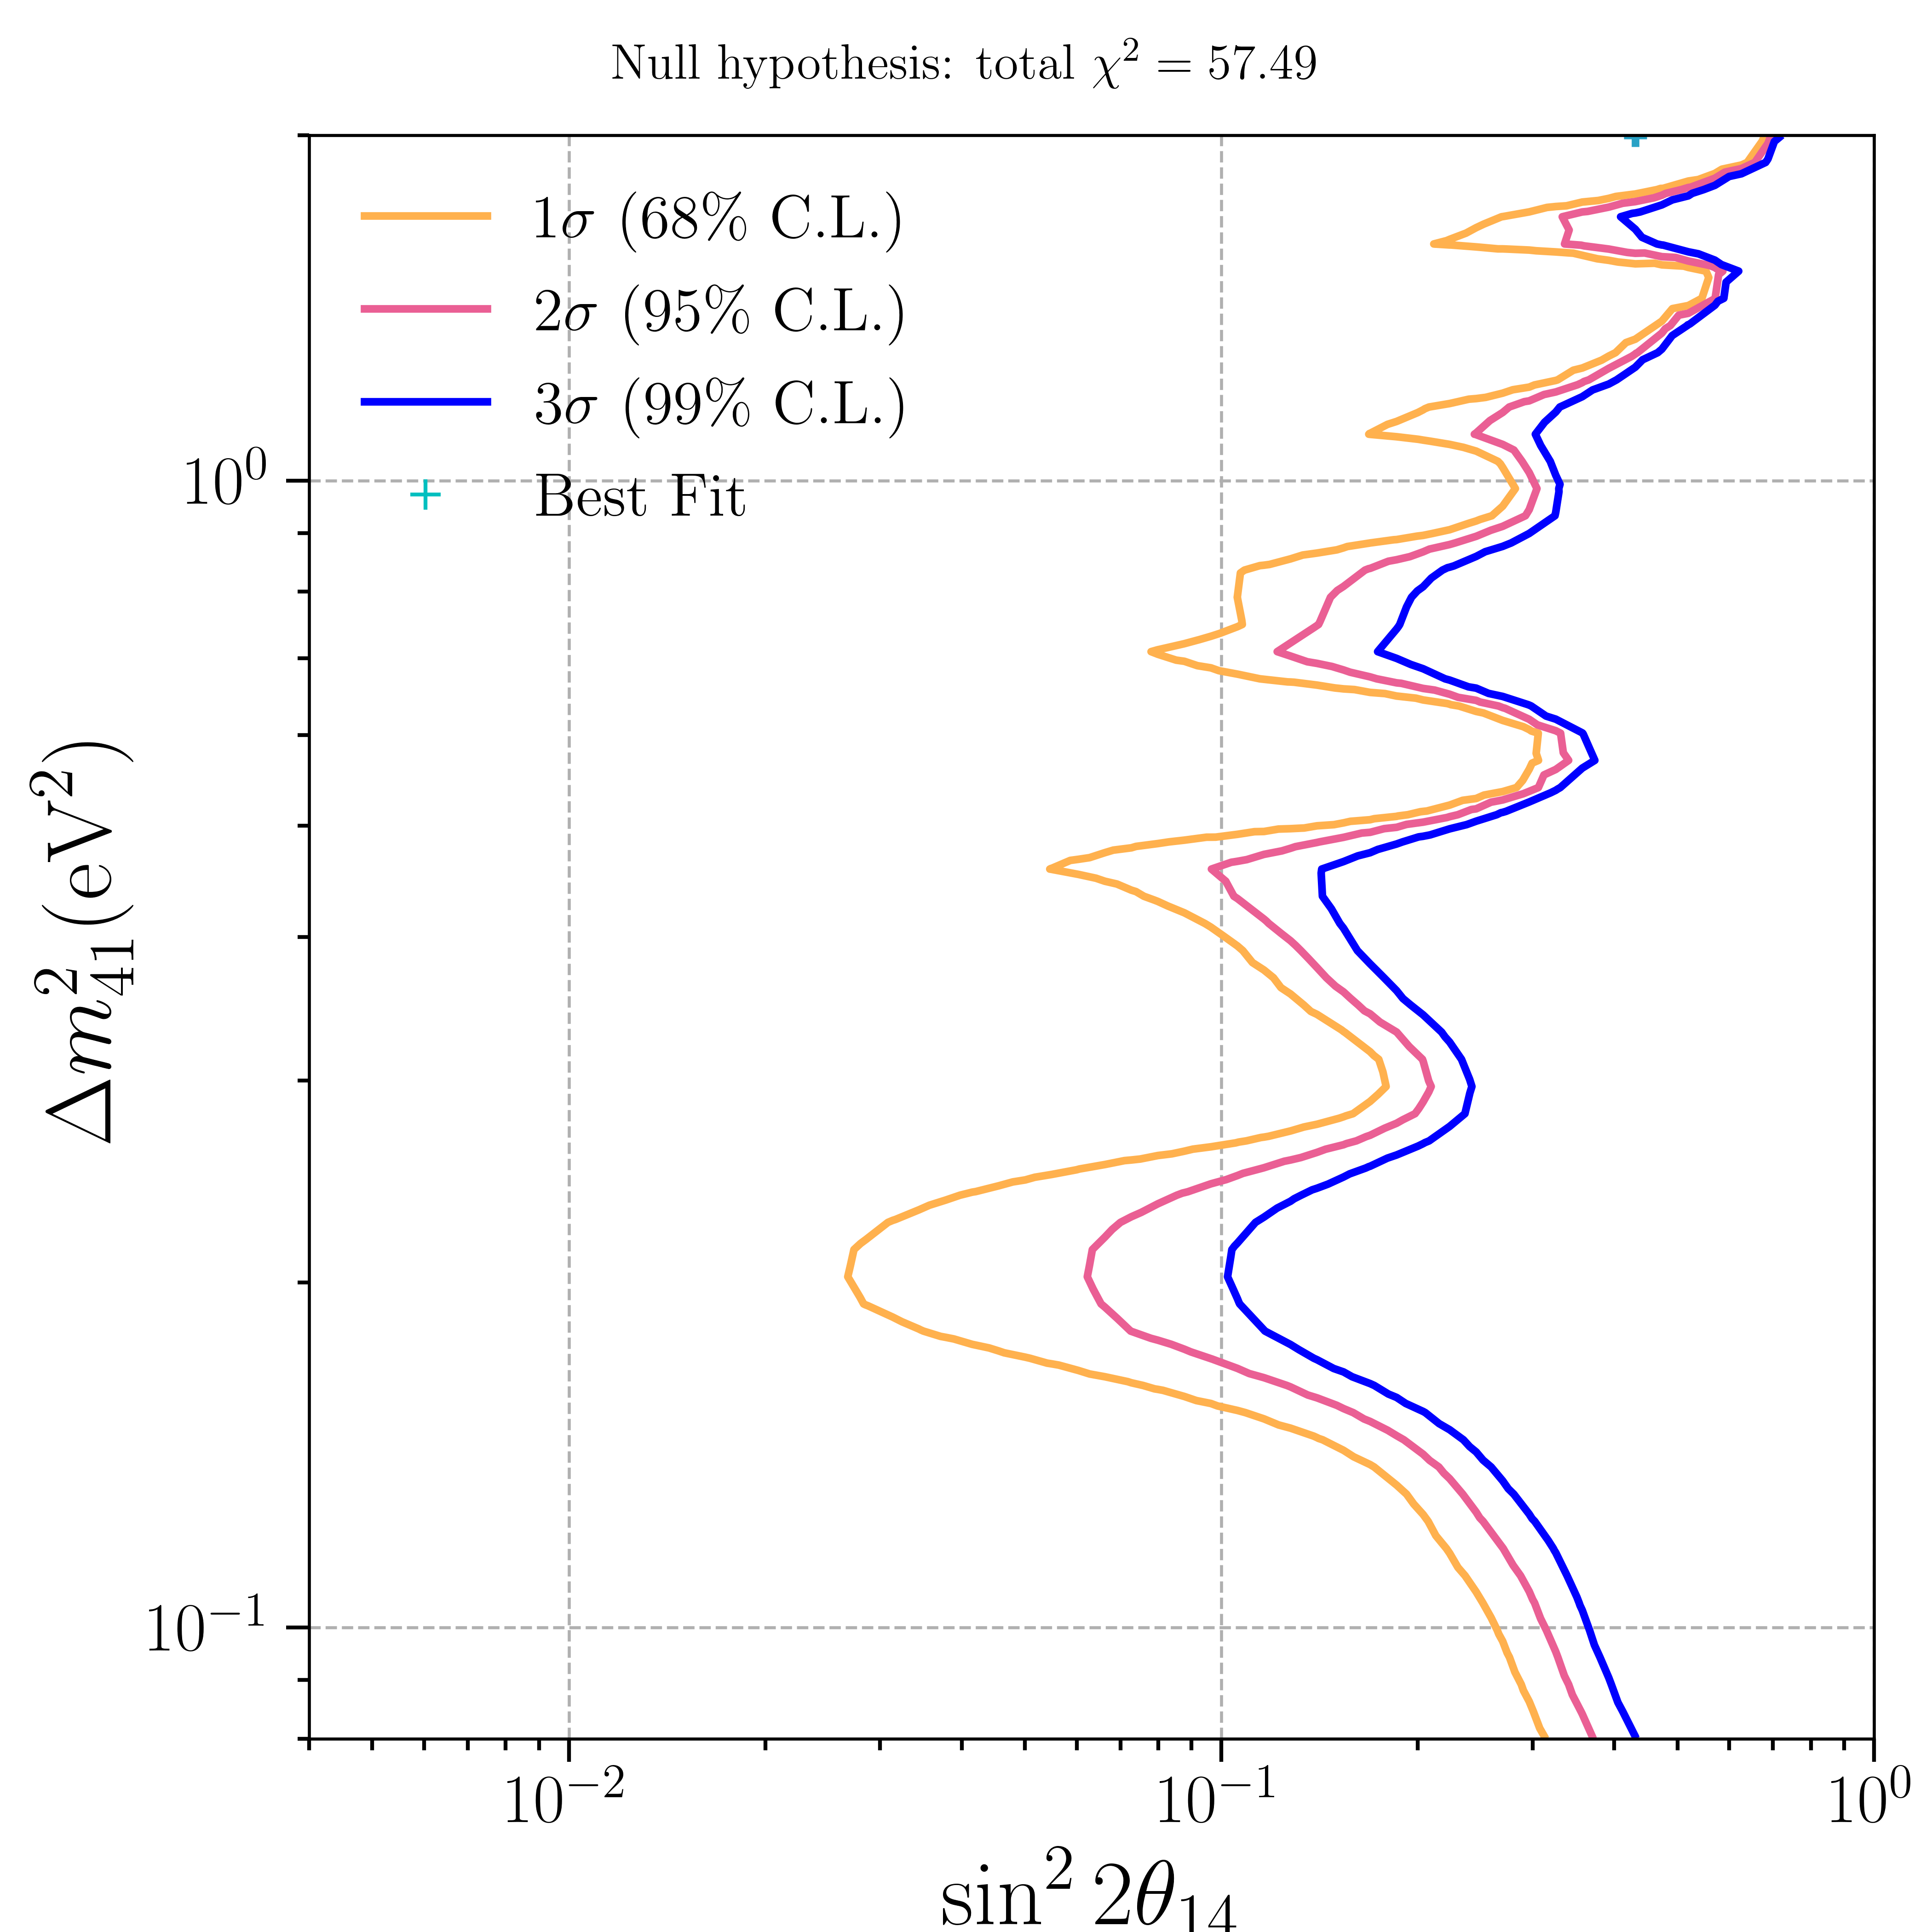 Null hypothesis: total χ² = 57.49
1σ (68% C.L.)
2σ (95% C.L.)
3σ (99% C.L.)
Best Fit
10⁰
10⁻¹
Δm²₄₁(eV²)
10⁻² 10⁻¹ 10⁰
sin² 2θ₁₄